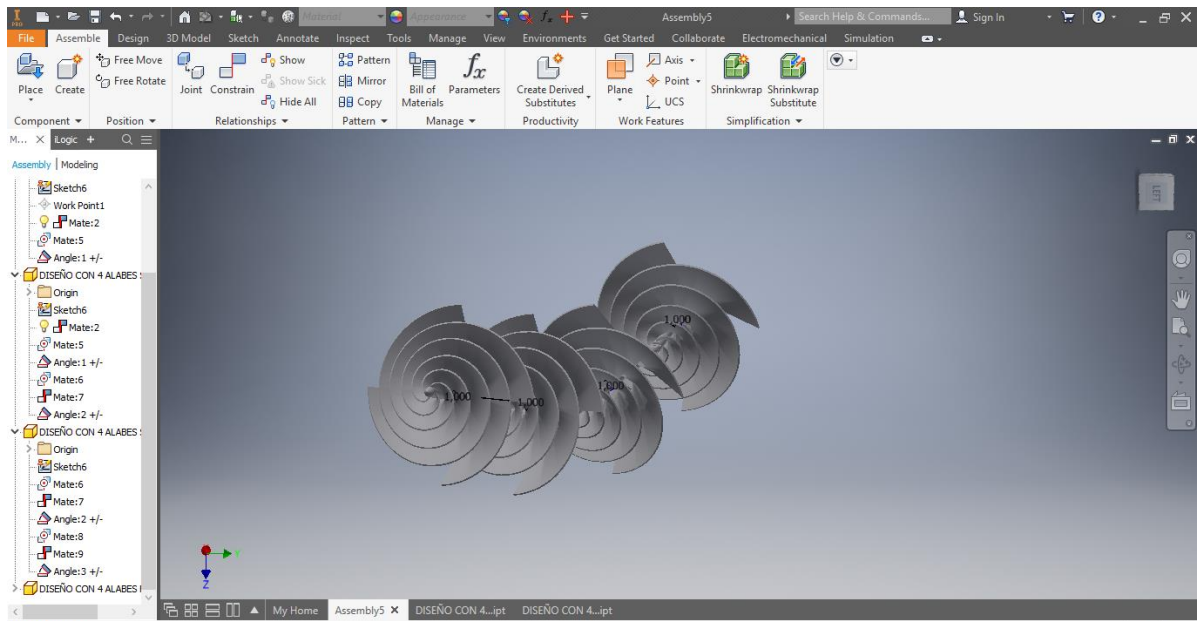 PRO Material Appearance Assembly5 Search Help & Commands... Sign In
File Assemble Design 3D Model Sketch Annotate Inspect Tools Manage View Environments Get Started Collaborate Electromechanical Simulation
Place Create Free Move Free Rotate Joint Constrain Show Show Sick Hide All Pattern Mirror Copy Bill of Materials Parameters Create Derived Substitutes Plane Axis Point UCS Shrinkwrap Shrinkwrap Substitute
Component Position Relationships Pattern Manage Productivity Work Features Simplification
M... X iLogic +
Assembly | Modeling
Sketch6
Work Point1
Mate:2
Mate:5
Angle:1 +/-
DISEÑO CON 4 ALABES
Origin
Sketch6
Mate:2
Mate:5
Angle:1 +/-
Mate:6
Mate:7
Angle:2 +/-
DISEÑO CON 4 ALABES
Origin
Sketch6
Mate:6
Mate:7
Angle:2 +/-
Mate:8
Mate:9
Angle:3 +/-
DISEÑO CON 4 ALABES
LEFT
1,000
1,000
1,000
1,000
Y
Z
My Home Assembly5 DISEÑO CON 4...ipt DISEÑO CON 4...ipt